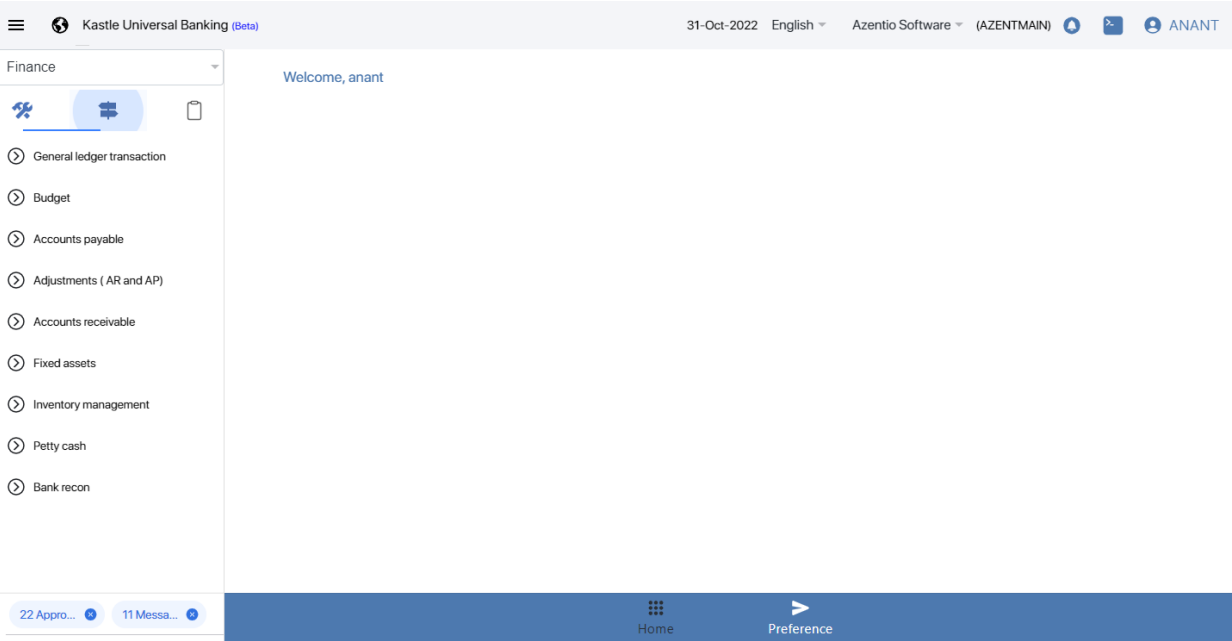 Kastle Universal Banking (Beta) 31-Oct-2022 English Azentio Software (AZENTMAIN) ANANT
Finance
Welcome, anant
General ledger transaction
Budget
Accounts payable
Adjustments ( AR and AP)
Accounts receivable
Fixed assets
Inventory management
Petty cash
Bank recon
22 Appro... 11 Messa...
Home Preference